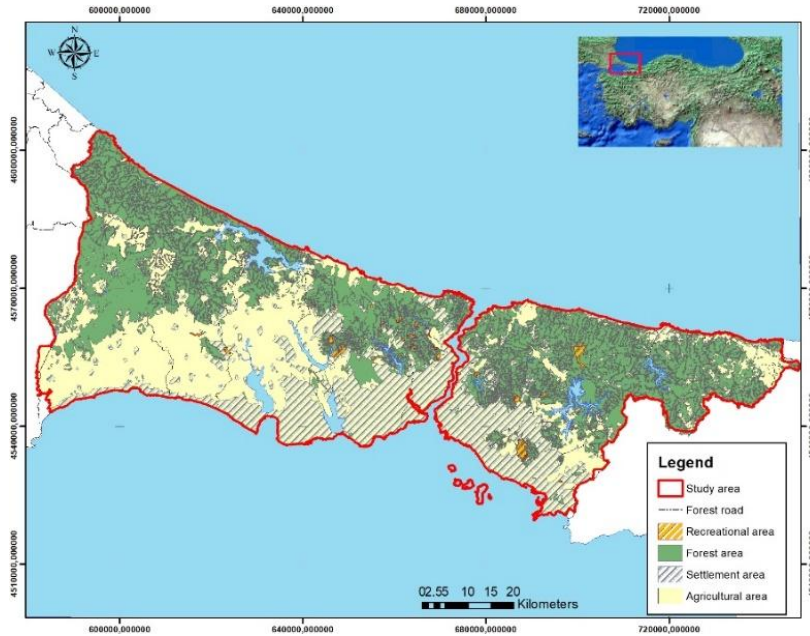 600000,000000 640000,000000 680000,000000 720000,000000
N
W E
S
4600000,000000
4570000,000000
4540000,000000
4510000,000000
Legend
Study area
Forest road
Recreational area
Forest area
Settlement area
Agricultural area
02.55 10 15 20
Kilometers
600000,000000 640000,000000 680000,000000 720000,000000